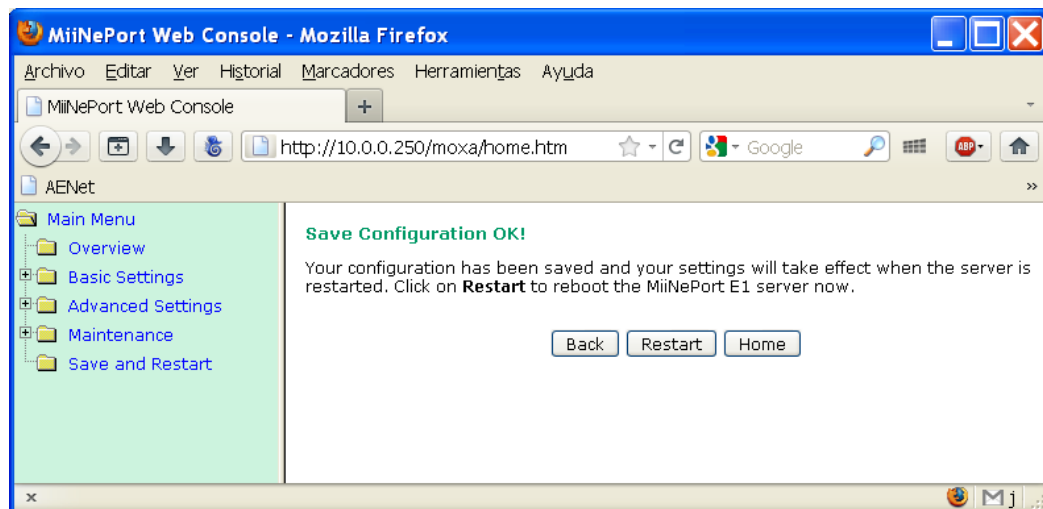 MiiNePort Web Console - Mozilla Firefox
Archivo Editar Ver Historial Marcadores Herramientas Ayuda
MiiNePort Web Console
http://10.0.0.250/moxa/home.htm Google ABP
AENet »
Main Menu
Overview
Basic Settings
Advanced Settings
Maintenance
Save and Restart
Save Configuration OK!
Your configuration has been saved and your settings will take effect when the server is
restarted. Click on Restart to reboot the MiiNePort E1 server now.
Back Restart Home
x j